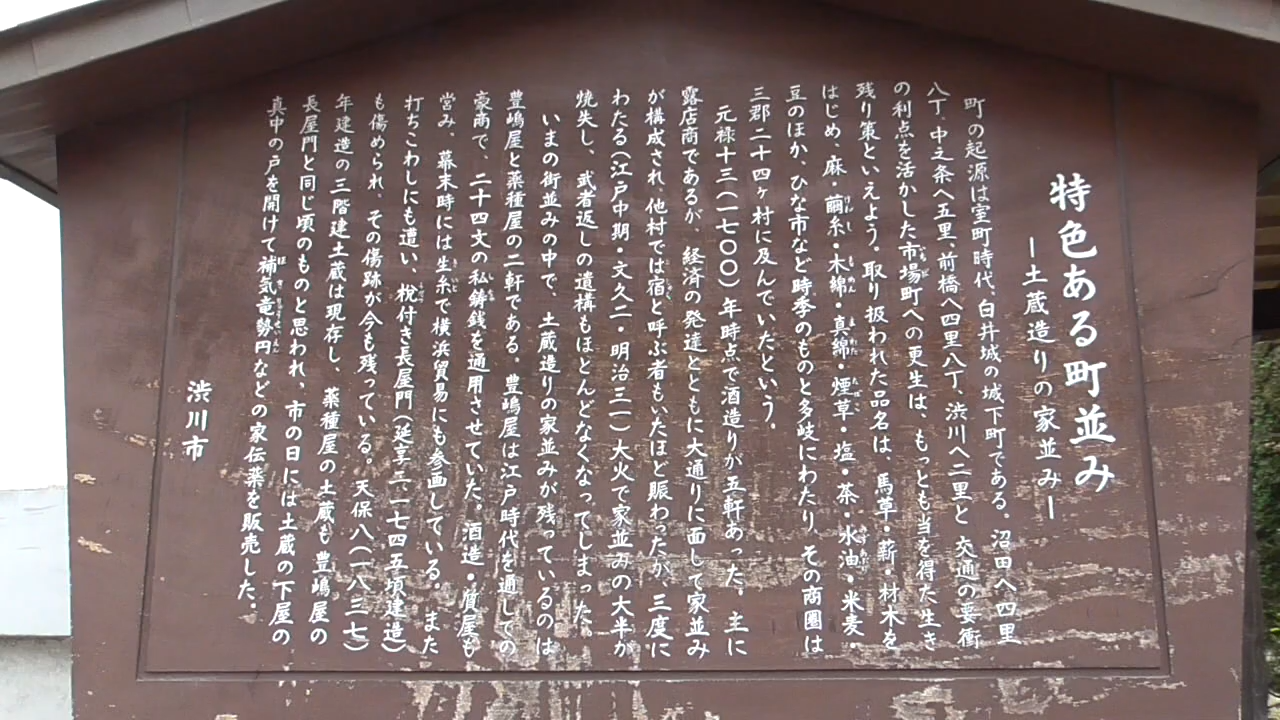 特色ある町並み
―土蔵造りの家並み―
町の起源は室町時代、白井城の城下町である。沼田へ四里
八丁、中之条へ五里、前橋へ四里八丁、渋川へ二里と交通の要衝
の利点を活かした市場町への更生は、もっとも当を得た生き
残り策といえよう。取り扱われた品名は、馬草・薪・材木を
はじめ、麻・繭糸・木綿・真綿・煙草・塩・茶・水油・米麦・
豆のほか、ひな市など時季のものと多岐にわたり、その商圏は
三郡二十四ヶ村に及んでいたという。
元禄十三(一七〇〇)年時点で酒造りが五軒あった。主に
露店商であるが、経済の発達とともに大通りに面して家並み
が構成され、他村では宿と呼ぶ者もいたほど賑わったが、三度に
わたる(江戸中期・文久二・明治三一)大火で家並みの大半が
焼失し、武者返しの遺構もほとんどなくなってしまった。
いまの街並みの中で、土蔵造りの家並みが残っているのは
豊嶋屋と薬種屋の二軒である。豊嶋屋は江戸時代を通しての
豪商で、二十四文の私鋳銭を通用させていた。酒造・質屋も
営み、幕末時には生糸で横浜貿易にも参画している。また
打ちこわしにも遭い、梲付き長屋門(延享三、一七四五頃建造)
も傷められ、その傷跡が今も残っている。天保八(一八三七)
年建造の三階建土蔵は現存し、薬種屋の土蔵も豊嶋屋の
長屋門と同じ頃のものと思われ、市の日には土蔵の下屋の
真中の戸を開けて補気竜勢円などの家伝薬を販売した。
渋川市